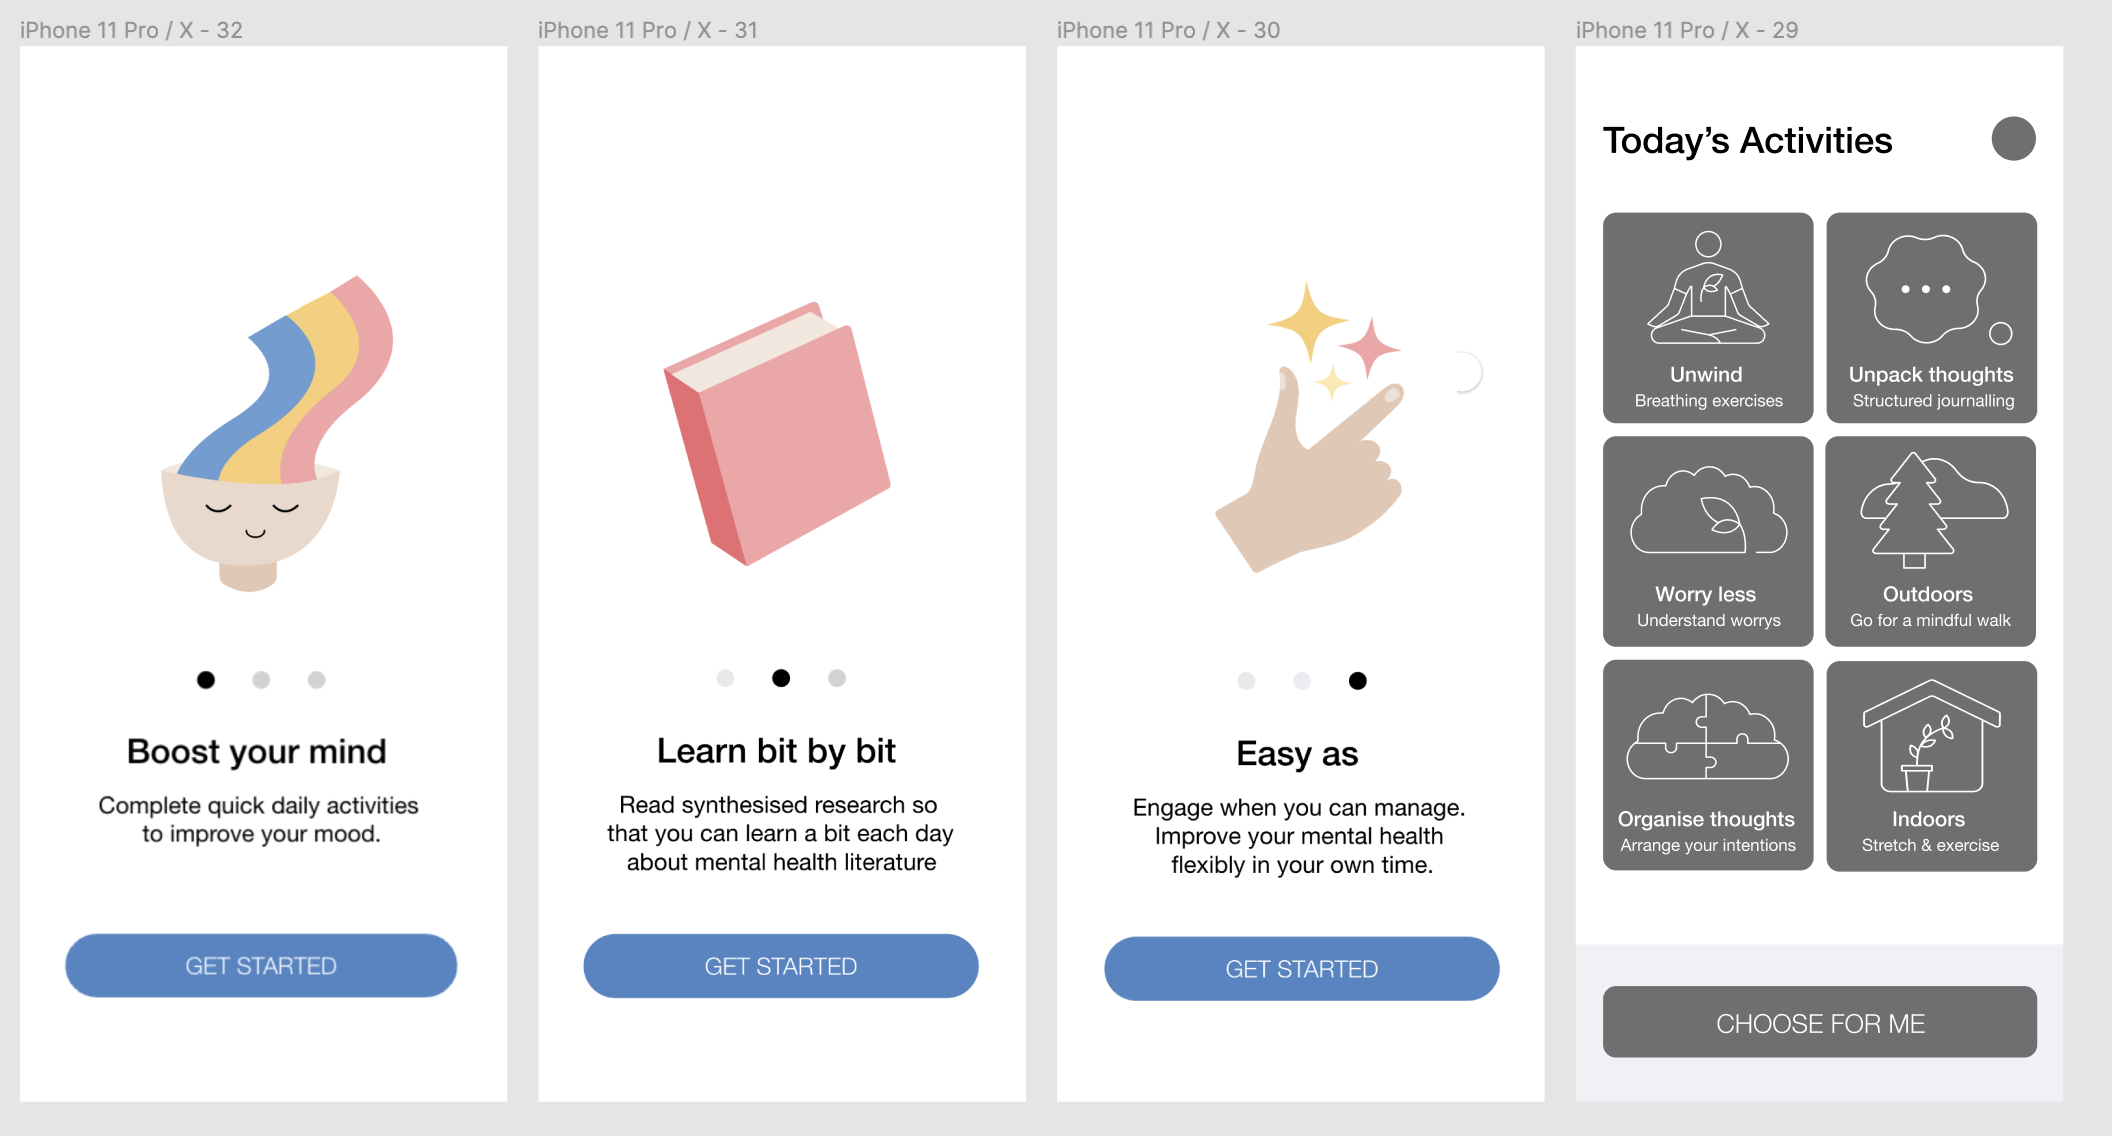 iPhone 11 Pro / X - 32
Boost your mind
Complete quick daily activities
to improve your mood.
GET STARTED
iPhone 11 Pro / X - 31
Learn bit by bit
Read synthesised research so
that you can learn a bit each day
about mental health literature
GET STARTED
iPhone 11 Pro / X - 30
Easy as
Engage when you can manage.
Improve your mental health
flexibly in your own time.
GET STARTED
iPhone 11 Pro / X - 29
Today's Activities
Unwind
Breathing exercises
Unpack thoughts
Structured journalling
Worry less
Understand worrys
Outdoors
Go for a mindful walk
Organise thoughts
Arrange your intentions
Indoors
Stretch & exercise
CHOOSE FOR ME